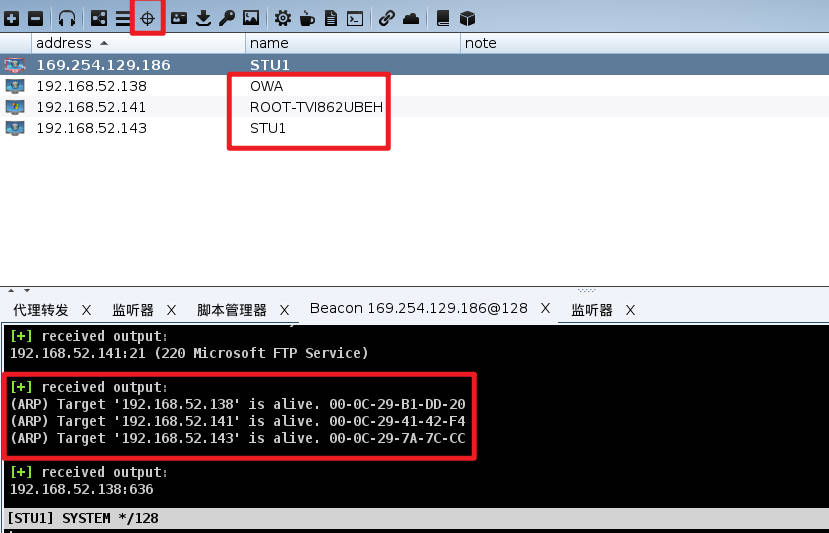 address name note
169.254.129.186 STU1
192.168.52.138 OWA
192.168.52.141 ROOT-TVI862UBEH
192.168.52.143 STU1
代理转发 X 监听器 X 脚本管理器 X Beacon 169.254.129.186@128 X 监听器 X
[+] received output:
192.168.52.141:21 (220 Microsoft FTP Service)
[+] received output:
(ARP) Target '192.168.52.138' is alive. 00-0C-29-B1-DD-20
(ARP) Target '192.168.52.141' is alive. 00-0C-29-41-42-F4
(ARP) Target '192.168.52.143' is alive. 00-0C-29-7A-7C-CC
[+] received output:
192.168.52.138:636
[STU1] SYSTEM */128